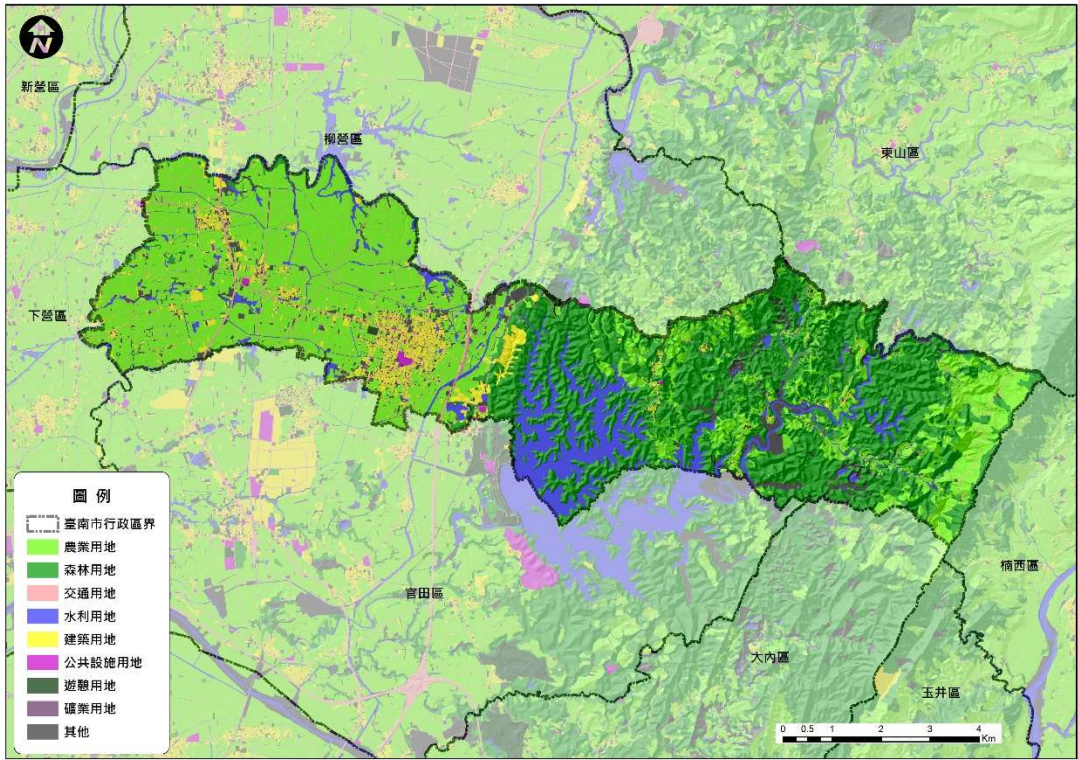 N
新營區
柳營區
東山區
下營區
官田區
楠西區
大內區
玉井區
圖例
臺南市行政區界
農業用地
森林用地
交通用地
水利用地
建築用地
公共設施用地
遊憩用地
礦業用地
其他
0 0.5 1 2 3 4
Km